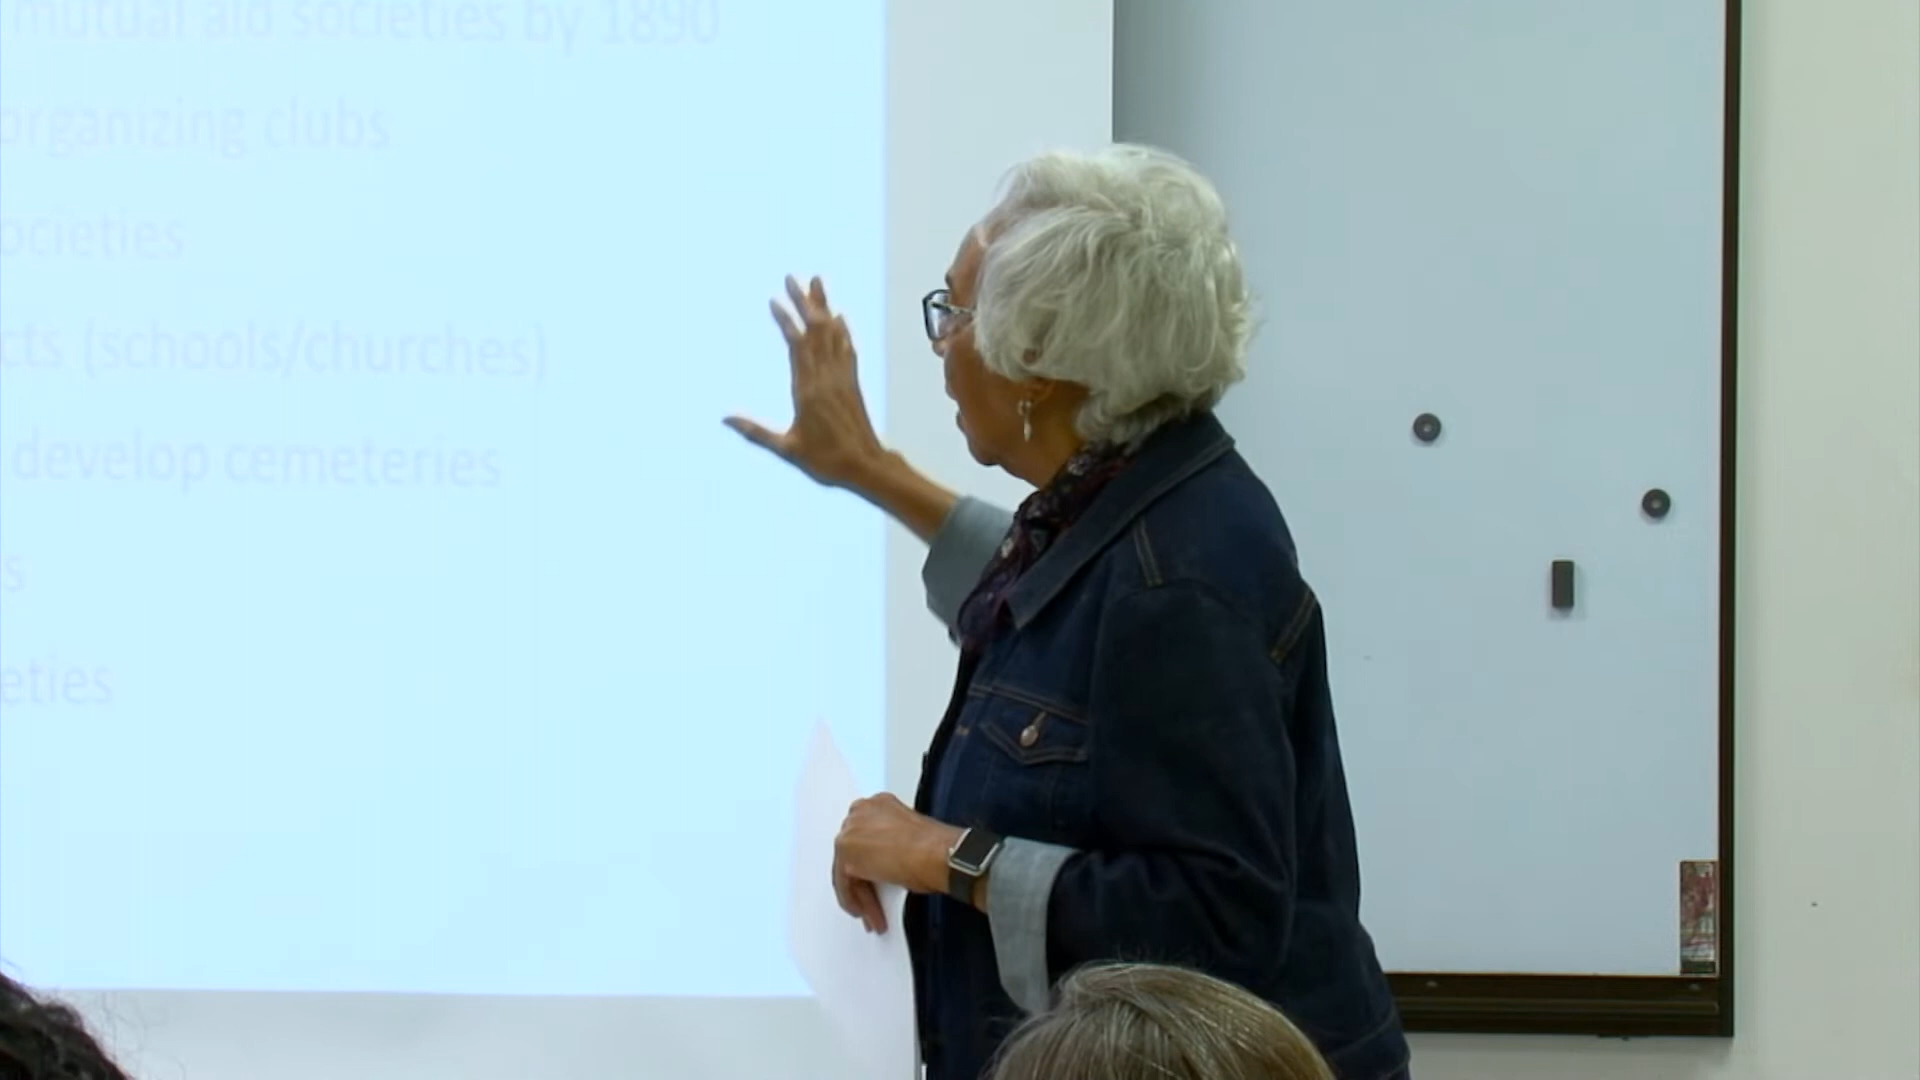 mutual aid societies by 1890
organizing clubs
ocieties
cts (schools/churches)
develop cemeteries
s
eties